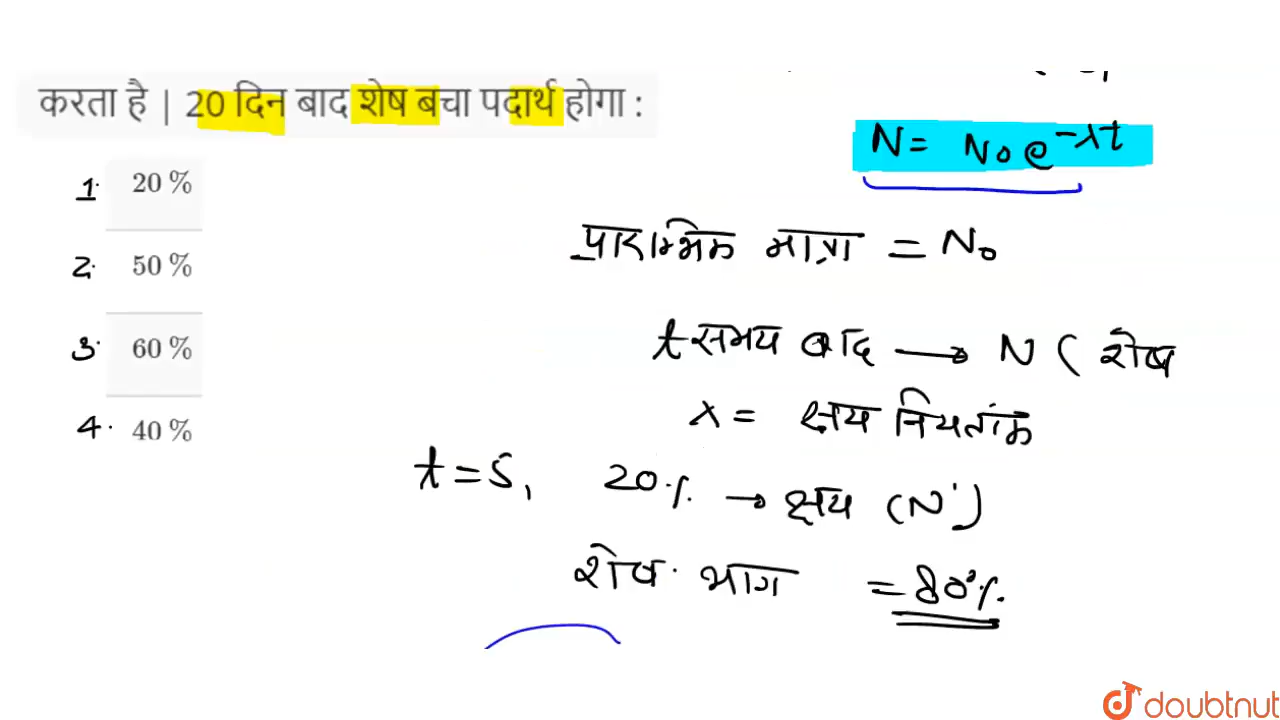 करता है | 20 दिन बाद शेष बचा पदार्थ होगा :
1. 20 %
2. 50 %
3. 60 %
4. 40 %
N = N₀ e^-λt
प्रारम्भिक मात्रा = N₀
t समय बाद → N ( शेष
λ = क्षय नियतांक
t = 5, 20 % → क्षय (N')
शेष भाग = 80 %
doubtnut